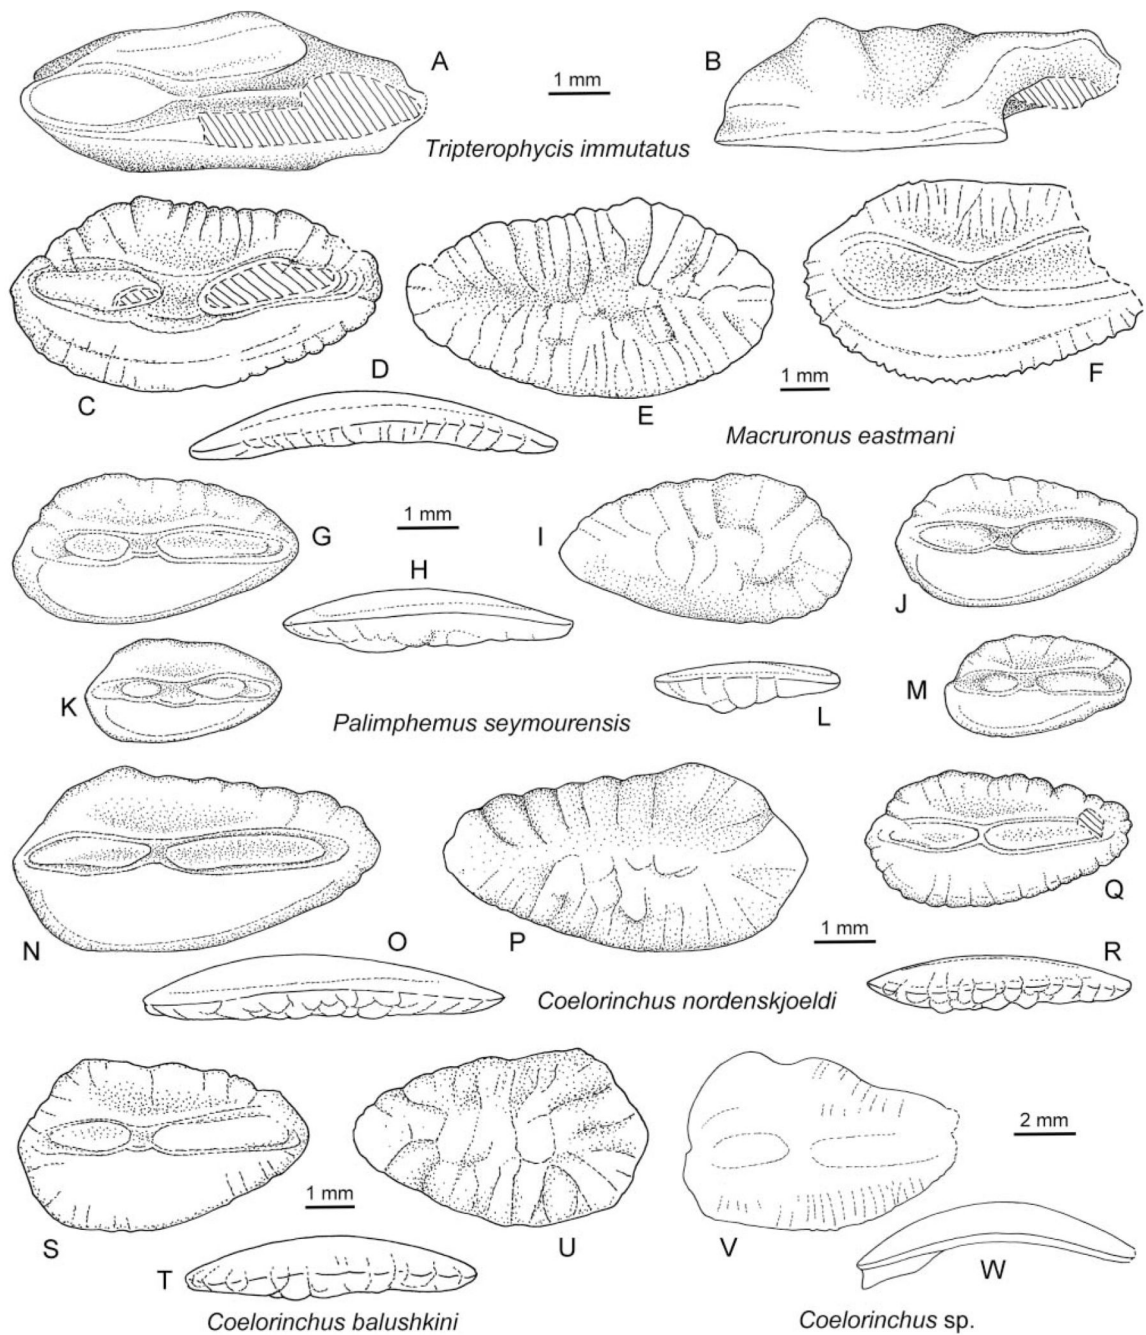 A
B
1 mm
Tripterophycis immutatus
C
D
E
F
1 mm
Macruronus eastmani
G
H
1 mm
I
J
K
L
M
Palimphemus seymourensis
N
O
P
Q
1 mm
R
Coelorinchus nordenskjoeldi
S
T
1 mm
U
V
2 mm
W
Coelorinchus balushkini
Coelorinchus sp.